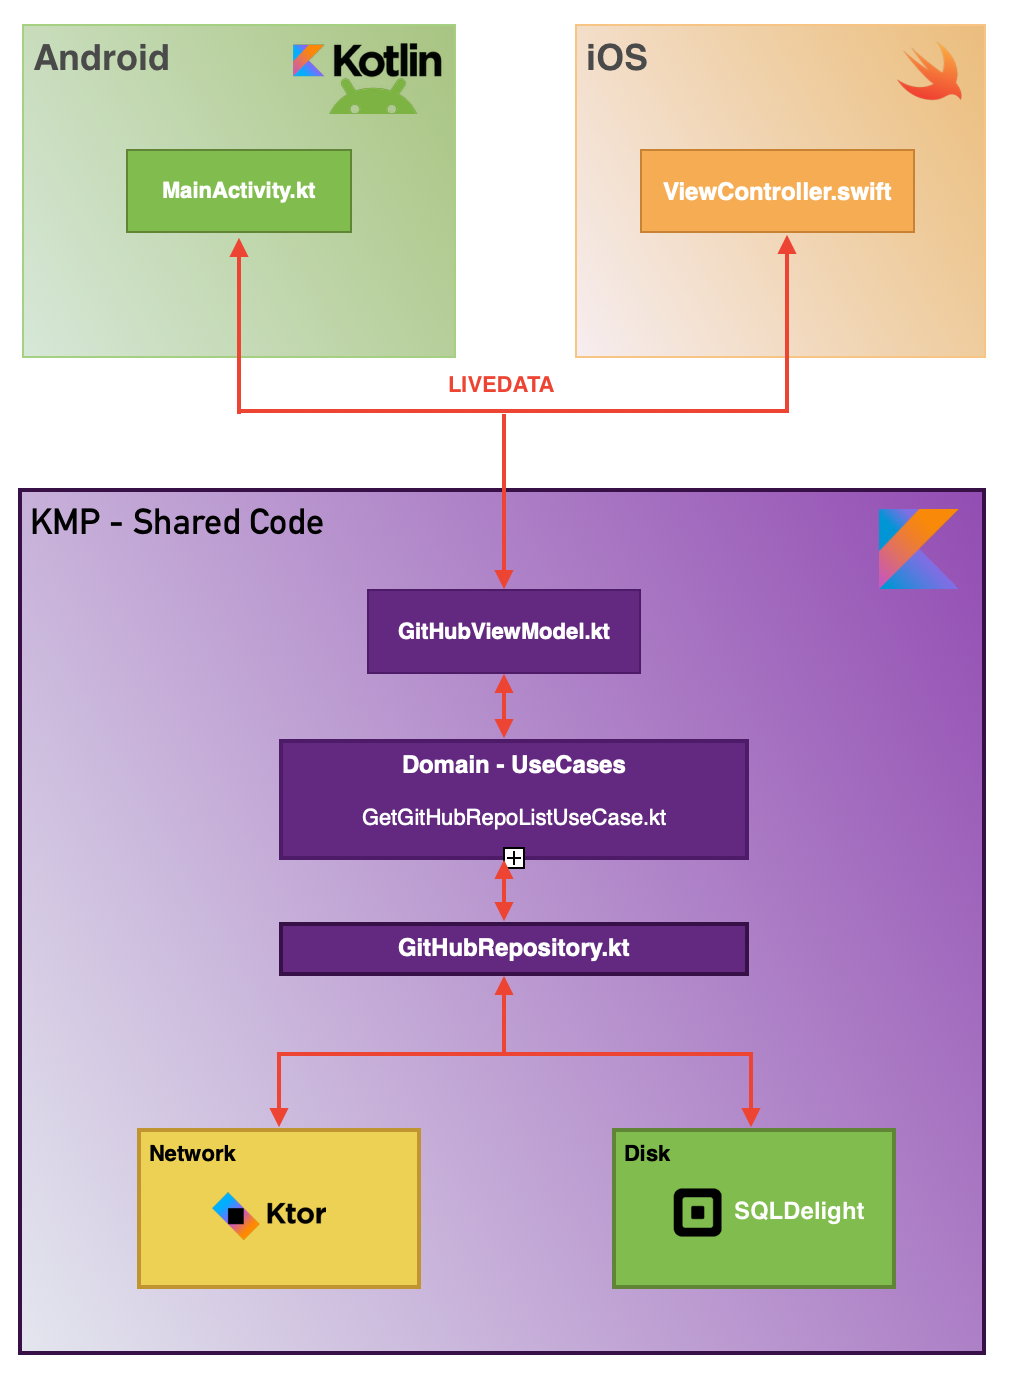 Android
Kotlin
MainActivity.kt
iOS
ViewController.swift
LIVEDATA
KMP - Shared Code
GitHubViewModel.kt
Domain - UseCases
GetGitHubRepoListUseCase.kt
GitHubRepository.kt
Network
Ktor
Disk
SQLDelight